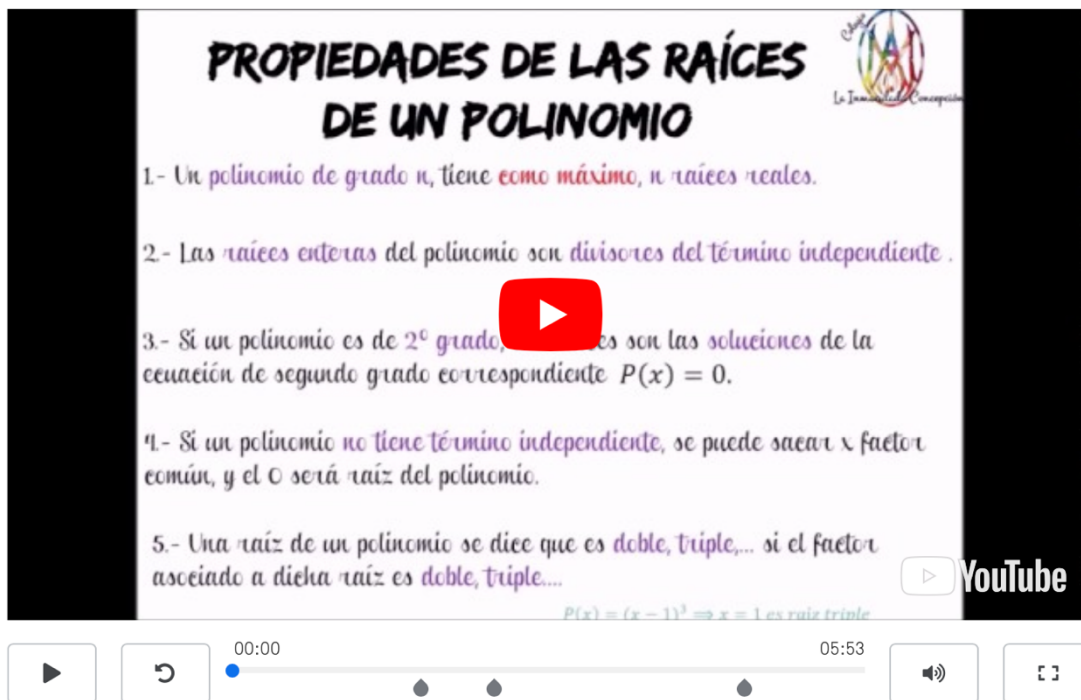 PROPIEDADES DE LAS RAÍCES
DE UN POLINOMIO
Colegio
La Inmaculada Concepción
1.- Un polinomio de grado n, tiene como máximo, n raíces reales.
2.- Las raíces enteras del polinomio son divisores del término independiente .
3.- Si un polinomio es de 2º grado, son las soluciones de la
ecuación de segundo grado correspondiente P(x) = 0.
4.- Si un polinomio no tiene término independiente, se puede sacar x factor
común, y el 0 será raíz del polinomio.
5.- Una raíz de un polinomio se dice que es doble, triple,... si el factor
asociado a dicha raíz es doble, triple....
YouTube
P(x) = (x − 1)³ ⟹ x = 1 es raiz triple
00:00 05:53